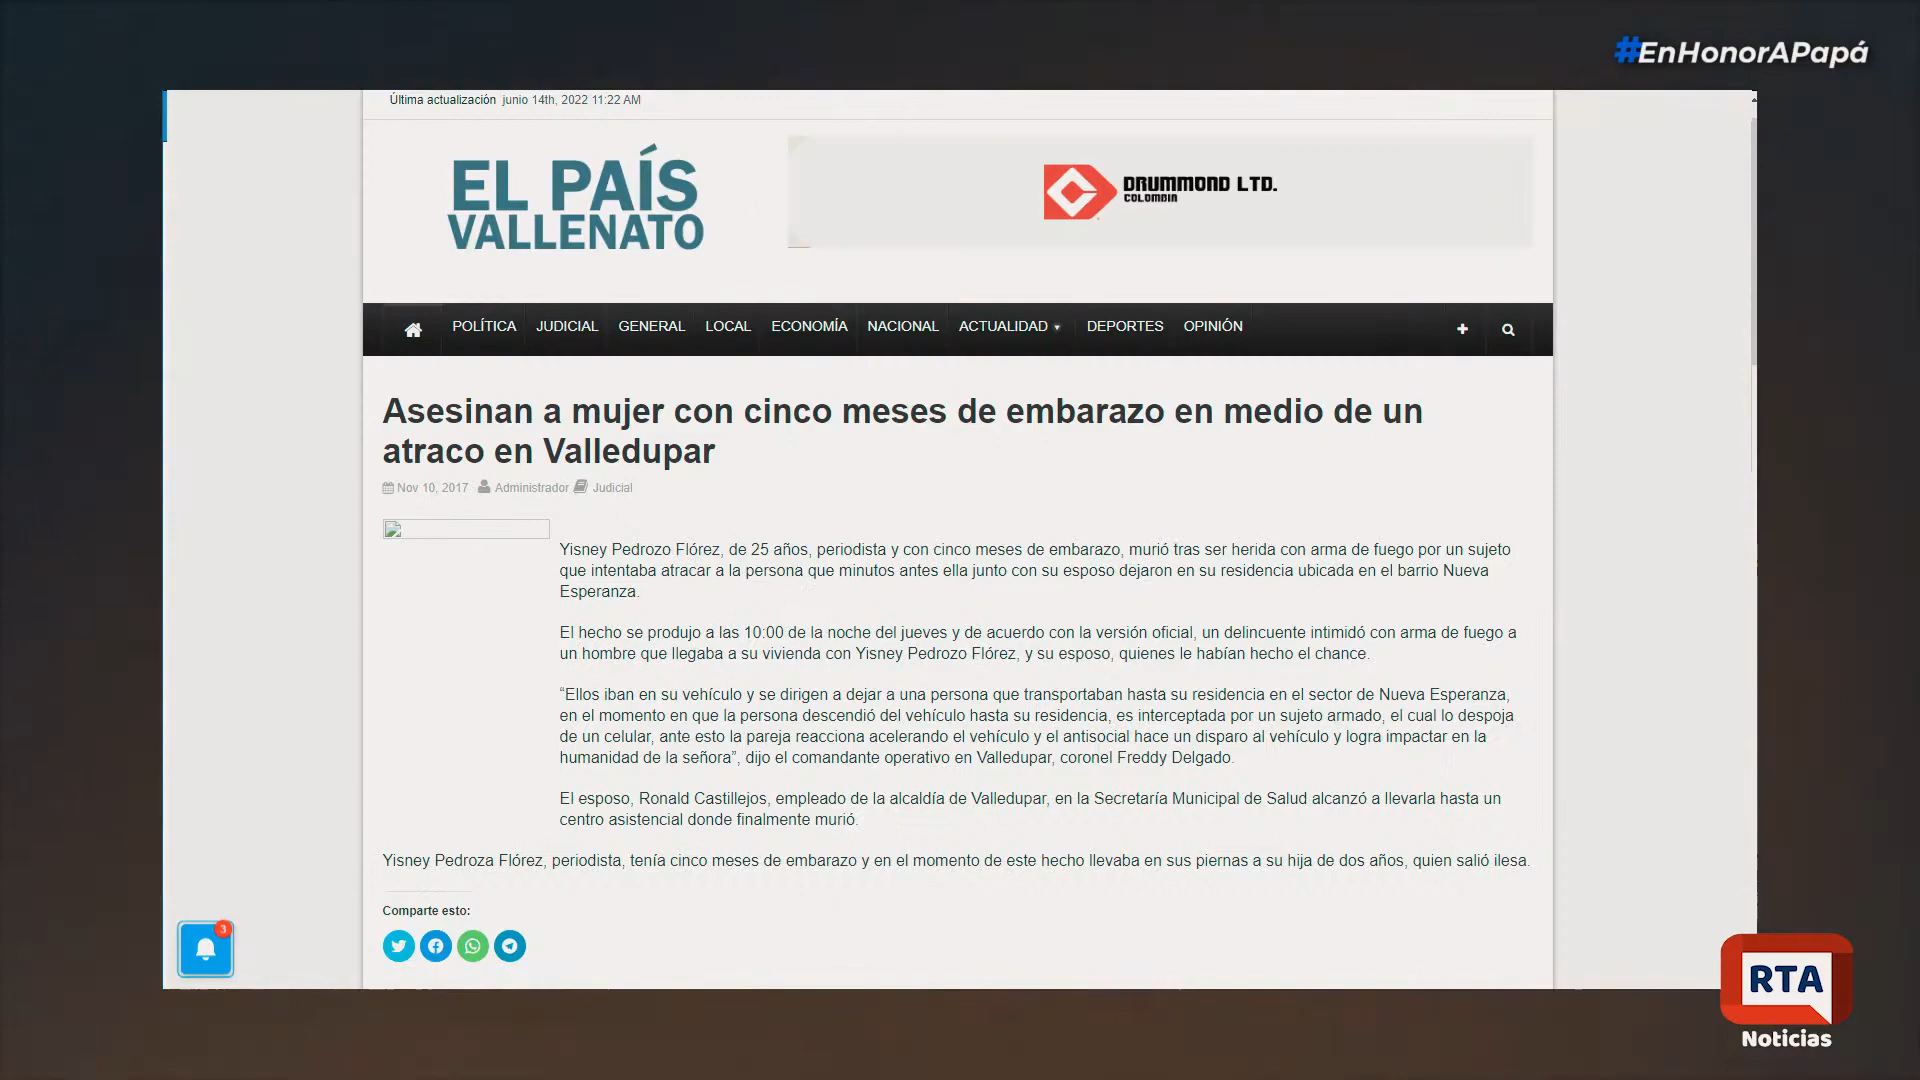 #EnHonorAPapá
Última actualización junio 14th, 2022 11:22 AM
EL PAÍS
VALLENATO
DRUMMOND LTD.
COLOMBIA
POLÍTICA JUDICIAL GENERAL LOCAL ECONOMÍA NACIONAL ACTUALIDAD DEPORTES OPINIÓN
Asesinan a mujer con cinco meses de embarazo en medio de un
atraco en Valledupar
Nov 10, 2017 Administrador Judicial
Yisney Pedrozo Flórez, de 25 años, periodista y con cinco meses de embarazo, murió tras ser herida con arma de fuego por un sujeto
que intentaba atracar a la persona que minutos antes ella junto con su esposo dejaron en su residencia ubicada en el barrio Nueva
Esperanza.
El hecho se produjo a las 10:00 de la noche del jueves y de acuerdo con la versión oficial, un delincuente intimidó con arma de fuego a
un hombre que llegaba a su vivienda con Yisney Pedrozo Flórez, y su esposo, quienes le habían hecho el chance.
“Ellos iban en su vehículo y se dirigen a dejar a una persona que transportaban hasta su residencia en el sector de Nueva Esperanza,
en el momento en que la persona descendió del vehículo hasta su residencia, es interceptada por un sujeto armado, el cual lo despoja
de un celular, ante esto la pareja reacciona acelerando el vehículo y el antisocial hace un disparo al vehículo y logra impactar en la
humanidad de la señora”, dijo el comandante operativo en Valledupar, coronel Freddy Delgado.
El esposo, Ronald Castillejos, empleado de la alcaldía de Valledupar, en la Secretaría Municipal de Salud alcanzó a llevarla hasta un
centro asistencial donde finalmente murió.
Yisney Pedroza Flórez, periodista, tenía cinco meses de embarazo y en el momento de este hecho llevaba en sus piernas a su hija de dos años, quien salió ilesa.
Comparte esto:
3
RTA
Noticias